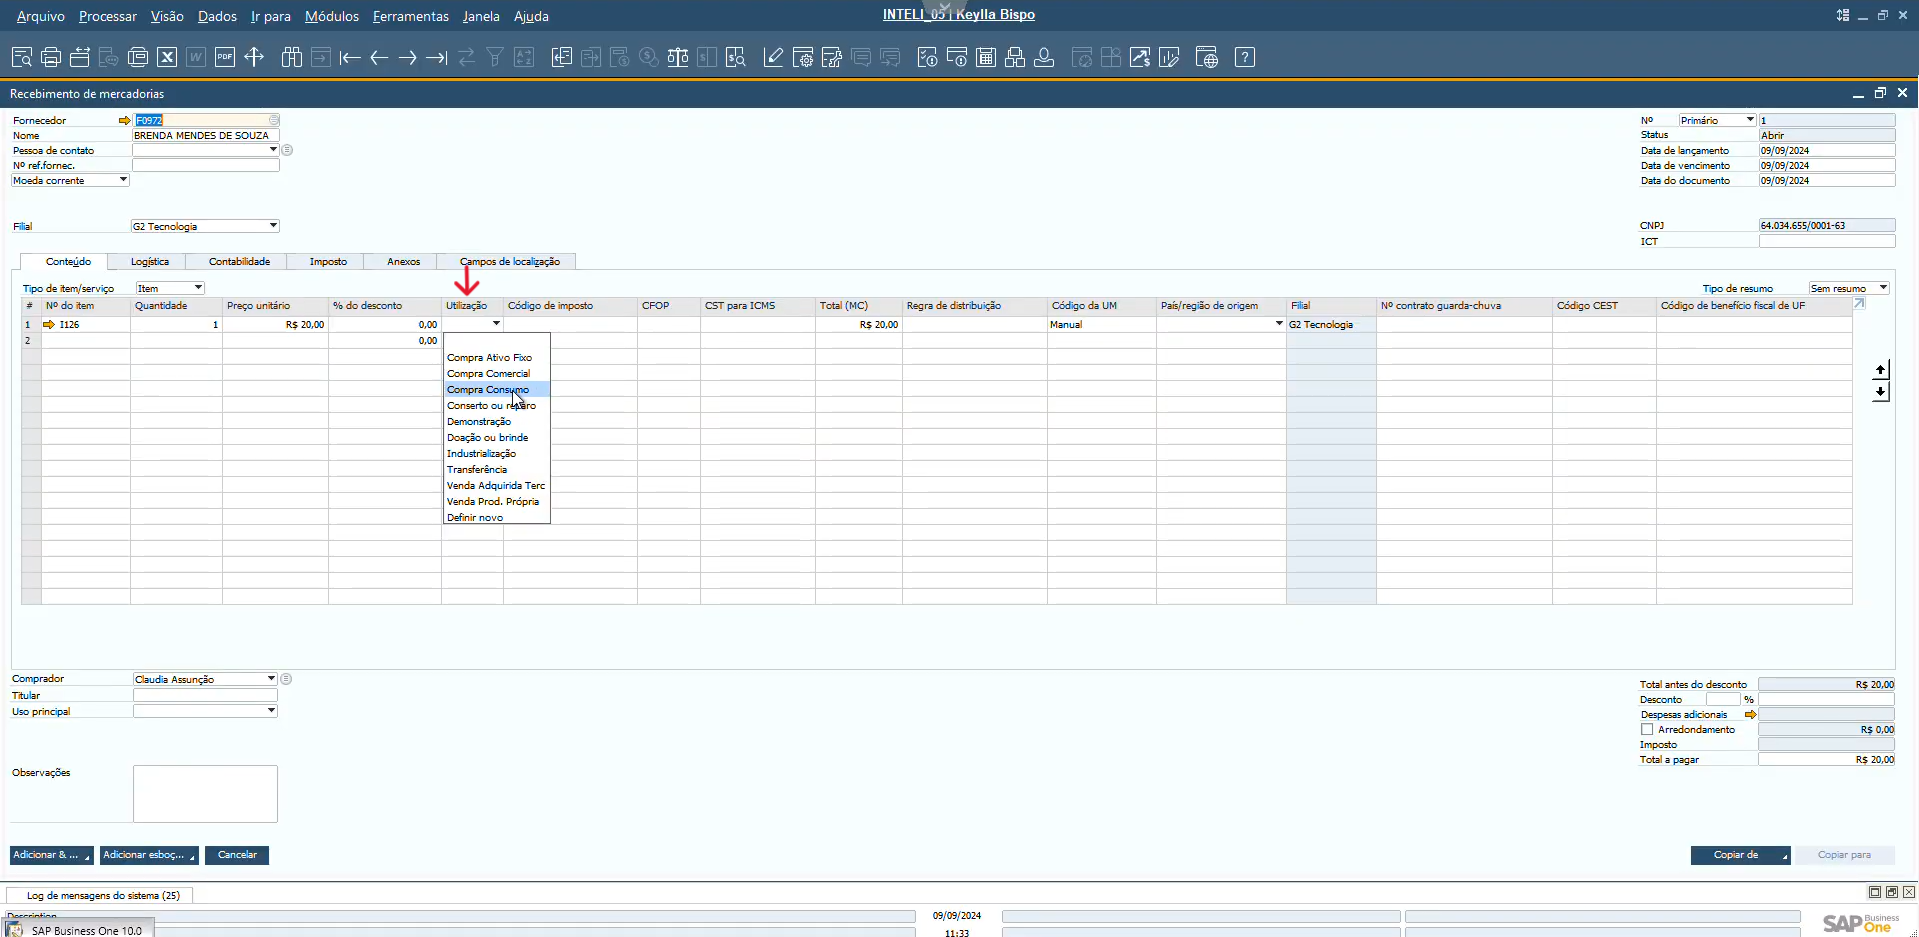 Arquivo Processar Visão Dados Ir para Módulos Ferramentas Janela Ajuda
INTELI_05 | Keylla Bispo
Recebimento de mercadorias
Fornecedor F0972
Nome BRENDA MENDES DE SOUZA
Pessoa de contato
Nº ref.fornec.
Moeda corrente
Filial G2 Tecnologia
Nº Primário 1
Status Abrir
Data de lançamento 09/09/2024
Data de vencimento 09/09/2024
Data do documento 09/09/2024
CNPJ 64.034.655/0001-63
ICT
Conteúdo Logística Contabilidade Imposto Anexos Campos de localização
Tipo de item/serviço Item
Tipo de resumo Sem resumo
# Nº do item Quantidade Preço unitário % do desconto Utilização Código de imposto CFOP CST para ICMS Total (MC) Regra de distribuição Código da UM País/região de origem Filial Nº contrato guarda-chuva Código CEST Código de benefício fiscal de UF
1 I126 1 R$ 20,00 0,00 R$ 20,00 Manual G2 Tecnologia
2 0,00
Compra Ativo Fixo
Compra Comercial
Compra Consumo
Conserto ou reparo
Demonstração
Doação ou brinde
Industrialização
Transferência
Venda Adquirida Terc
Venda Prod. Própria
Definir novo
Comprador Claudia Assunção
Titular
Uso principal
Observações
Total antes do desconto R$ 20,00
Desconto %
Despesas adicionais
Arredondamento R$ 0,00
Imposto
Total a pagar R$ 20,00
Adicionar & ... Adicionar esboç... Cancelar
Copiar de Copiar para
Log de mensagens do sistema (25)
Description
09/09/2024
11:33
SAP Business One 10.0
SAP Business One